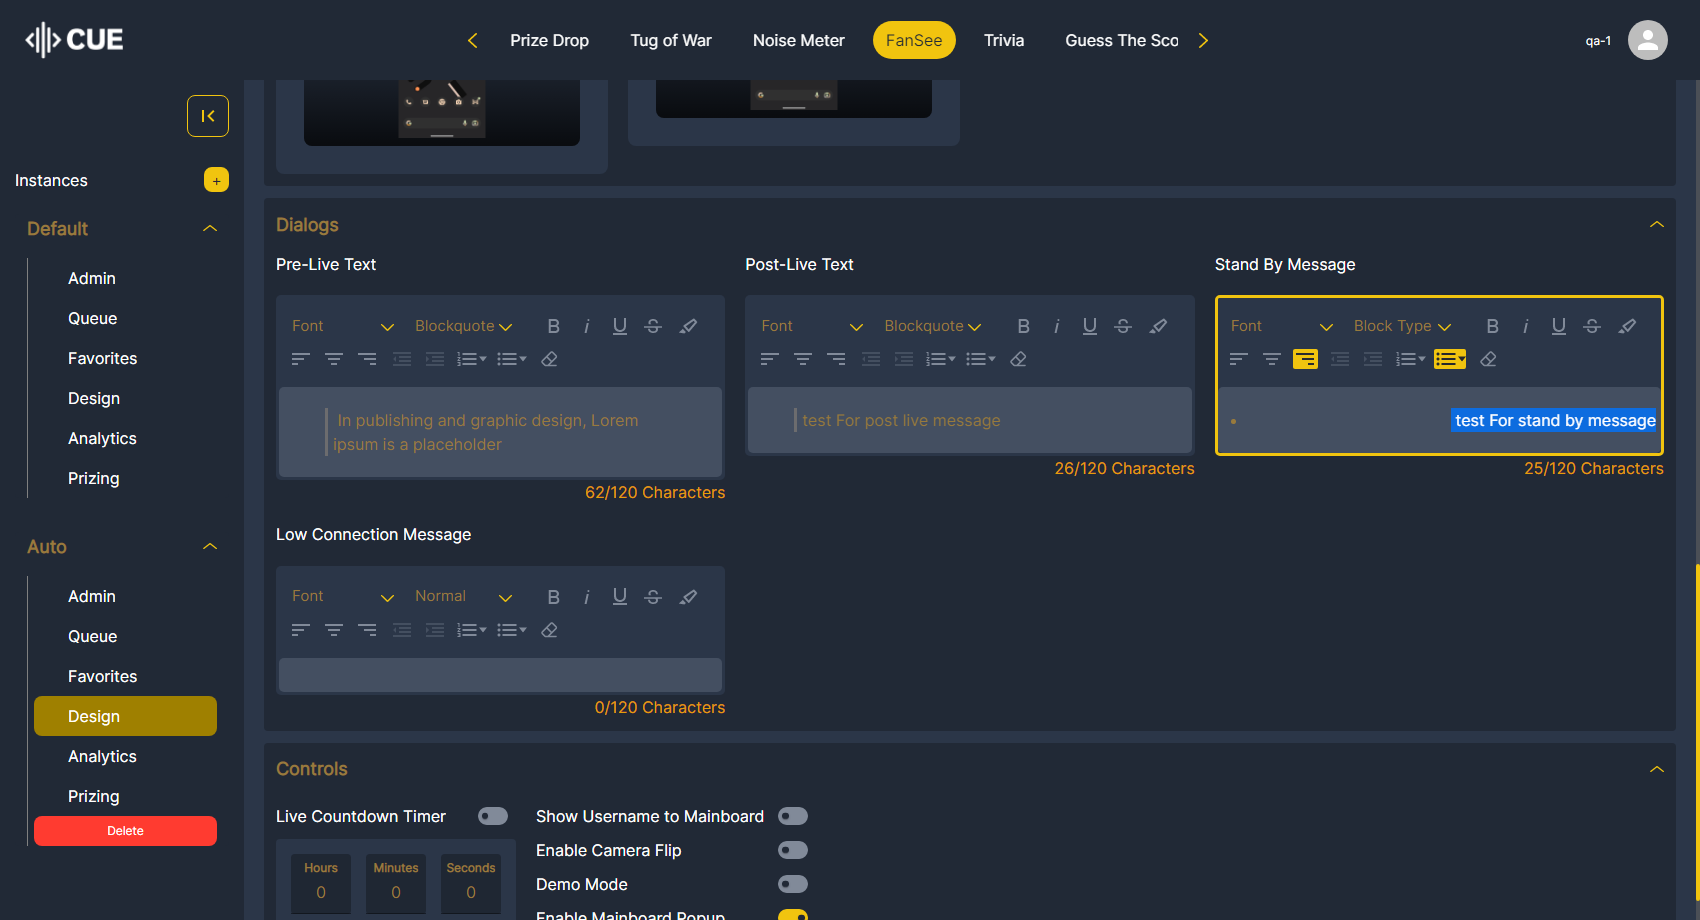 CUE
Prize Drop
Tug of War
Noise Meter
FanSee
Trivia
Guess The Sco
qa-1
Instances
+
Default
Admin
Queue
Favorites
Design
Analytics
Prizing
Auto
Admin
Queue
Favorites
Design
Analytics
Prizing
Delete
Dialogs
Pre-Live Text
Font
Blockquote
B i U S
In publishing and graphic design, Lorem
ipsum is a placeholder
62/120 Characters
Post-Live Text
Font
Blockquote
B i U S
test For post live message
26/120 Characters
Stand By Message
Font
Block Type
B i U S
• test For stand by message
25/120 Characters
Low Connection Message
Font
Normal
B i U S
0/120 Characters
Controls
Live Countdown Timer
Hours
0
Minutes
0
Seconds
0
Show Username to Mainboard
Enable Camera Flip
Demo Mode
Enable Mainboard Popup